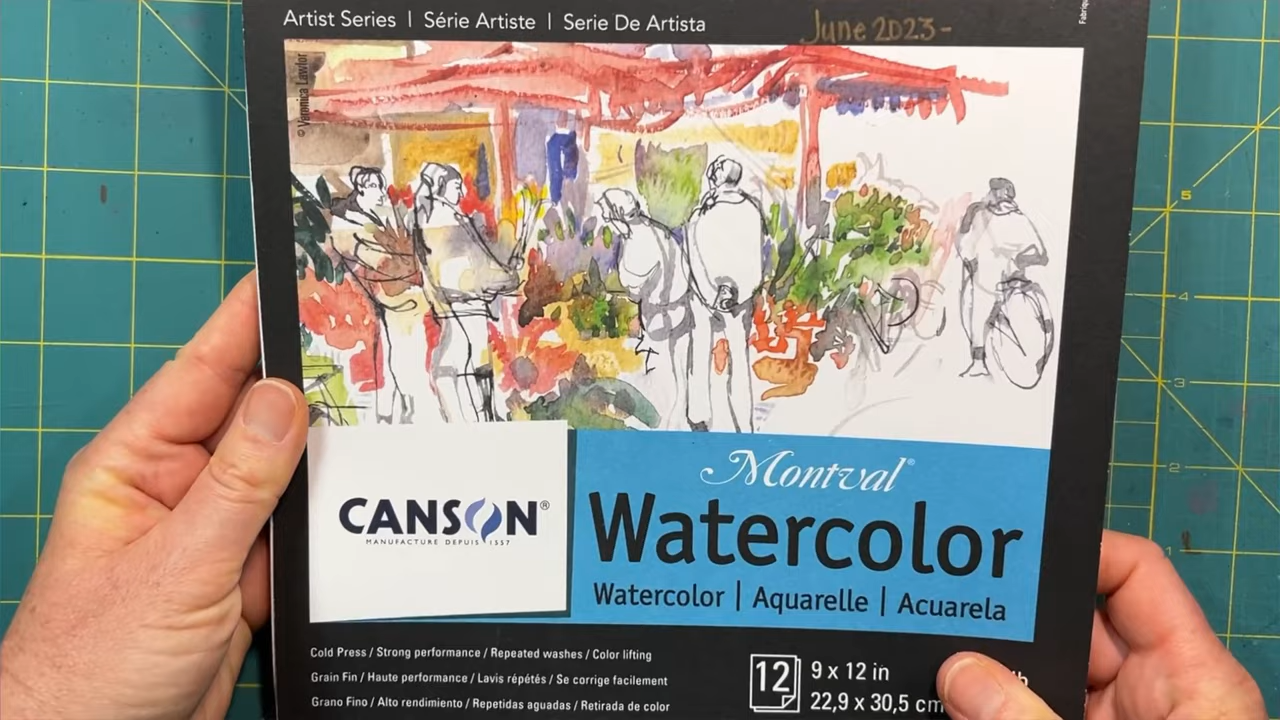 Artist Series | Série Artiste | Serie De Artista
June 2023-
© Veronica Lawlor
Montval®
CANSON®
MANUFACTURE DEPUIS 1557
Watercolor
Watercolor | Aquarelle | Acuarela
Cold Press / Strong performance / Repeated washes / Color lifting
Grain Fin / Haute performance / Lavis répétés / Se corrige facilement
Grano Fino / Alto rendimiento / Repetidas aguadas / Retirada de color
12
9 x 12 in
22,9 x 30,5 cm
5
4
3
2
1